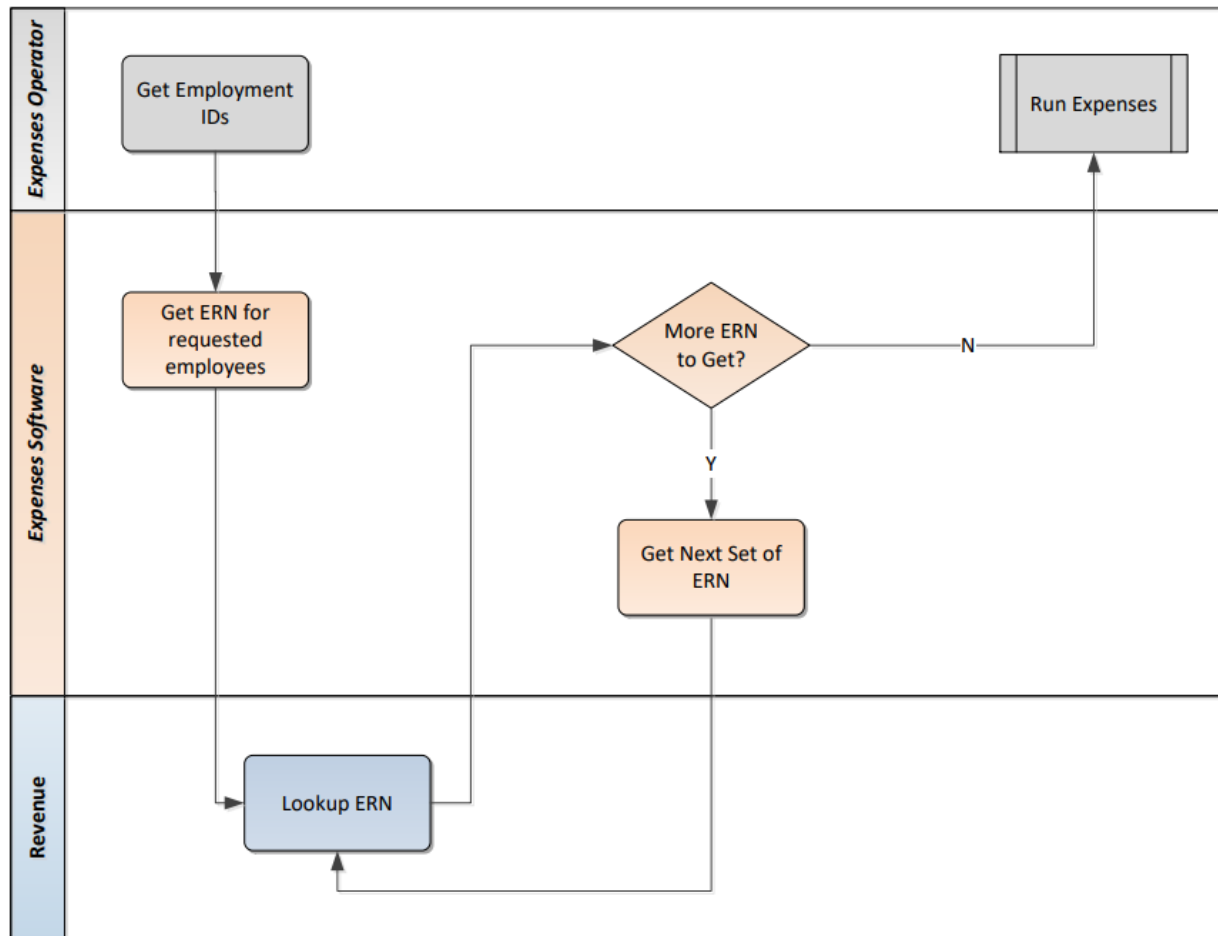 Expenses Operator
Get Employment
IDs
Run Expenses
Expenses Software
Get ERN for
requested
employees
More ERN
to Get?
N
Y
Get Next Set of
ERN
Revenue
Lookup ERN